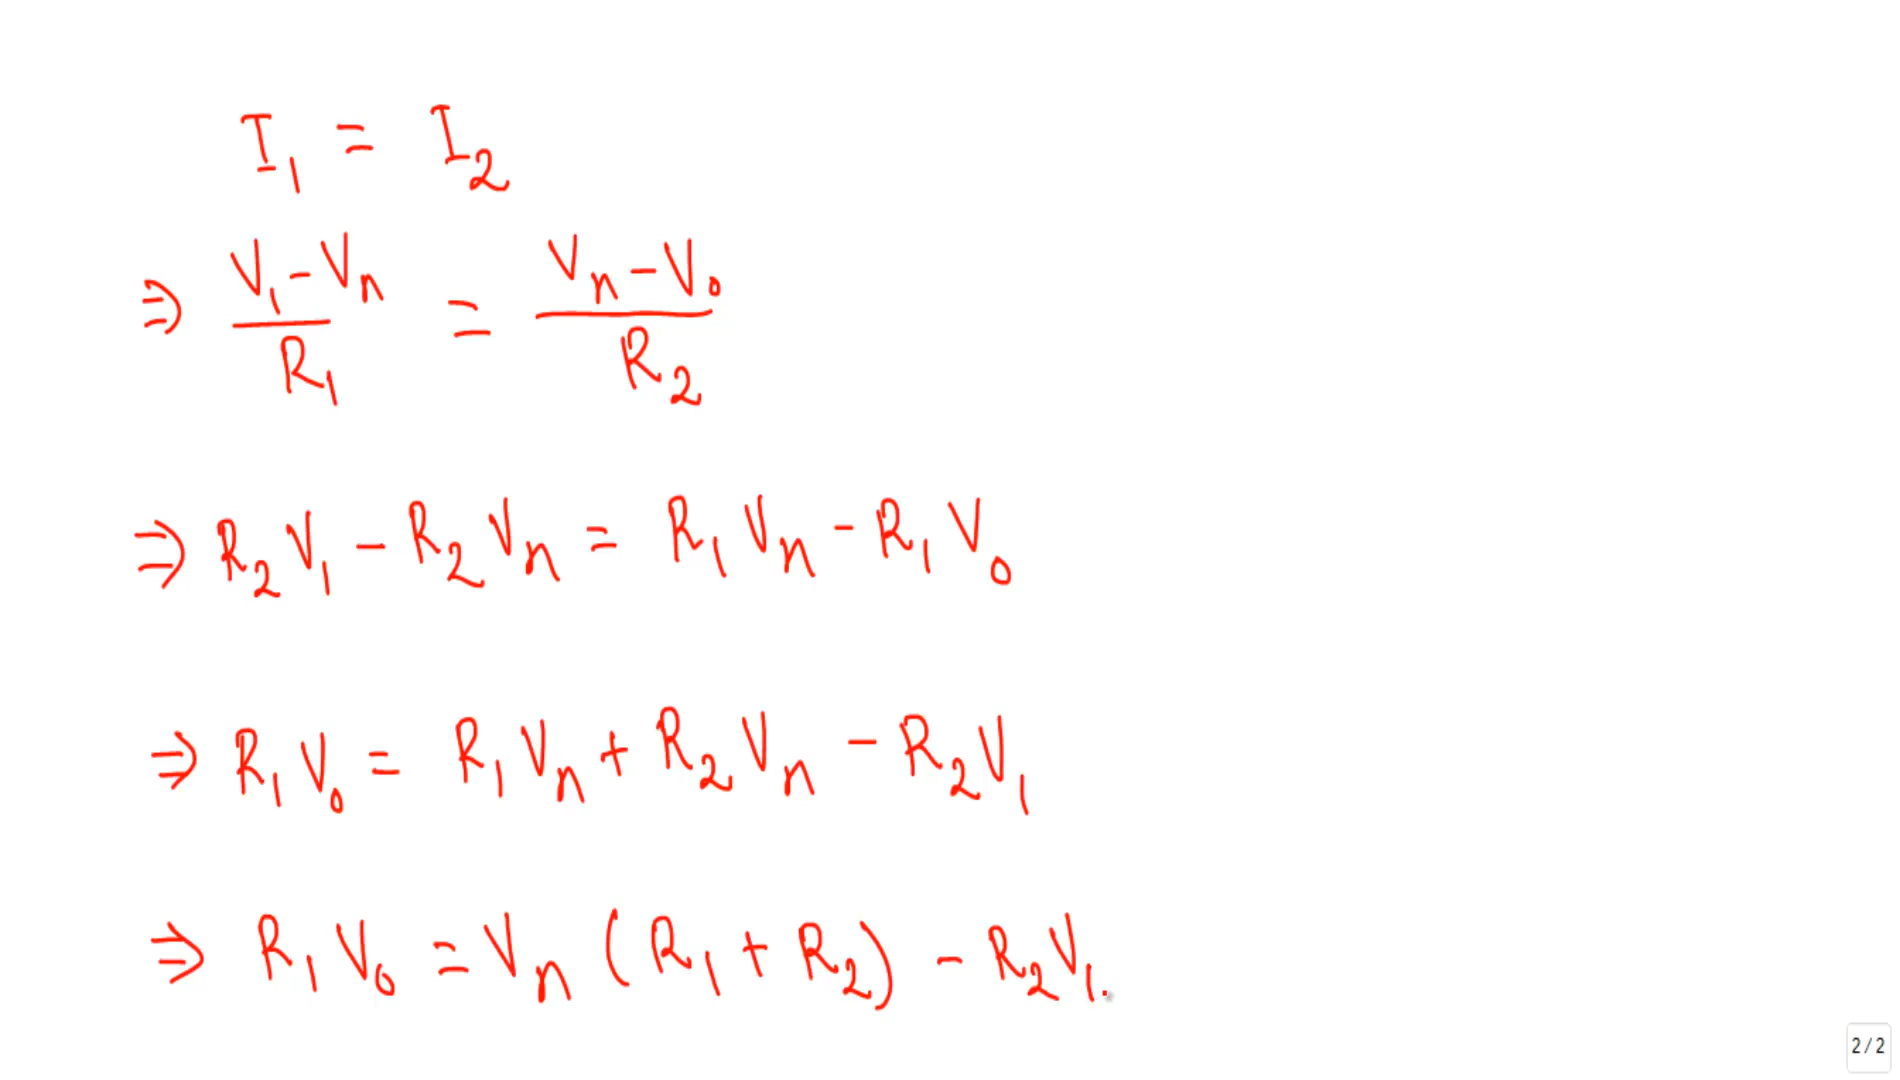 I₁ = I₂
⇒ (V₁ - Vₙ)/R₁ = (Vₙ - V₀)/R₂
⇒ R₂V₁ - R₂Vₙ = R₁Vₙ - R₁V₀
⇒ R₁V₀ = R₁Vₙ + R₂Vₙ - R₂V₁
⇒ R₁V₀ = Vₙ(R₁ + R₂) - R₂V₁.
2/2